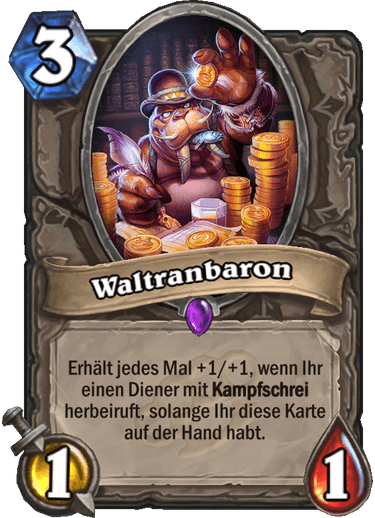 3
Waltranbaron
Erhält jedes Mal +1/+1, wenn Ihr
einen Diener mit Kampfschrei
herbeiruft, solange Ihr diese Karte
auf der Hand habt.
1
1